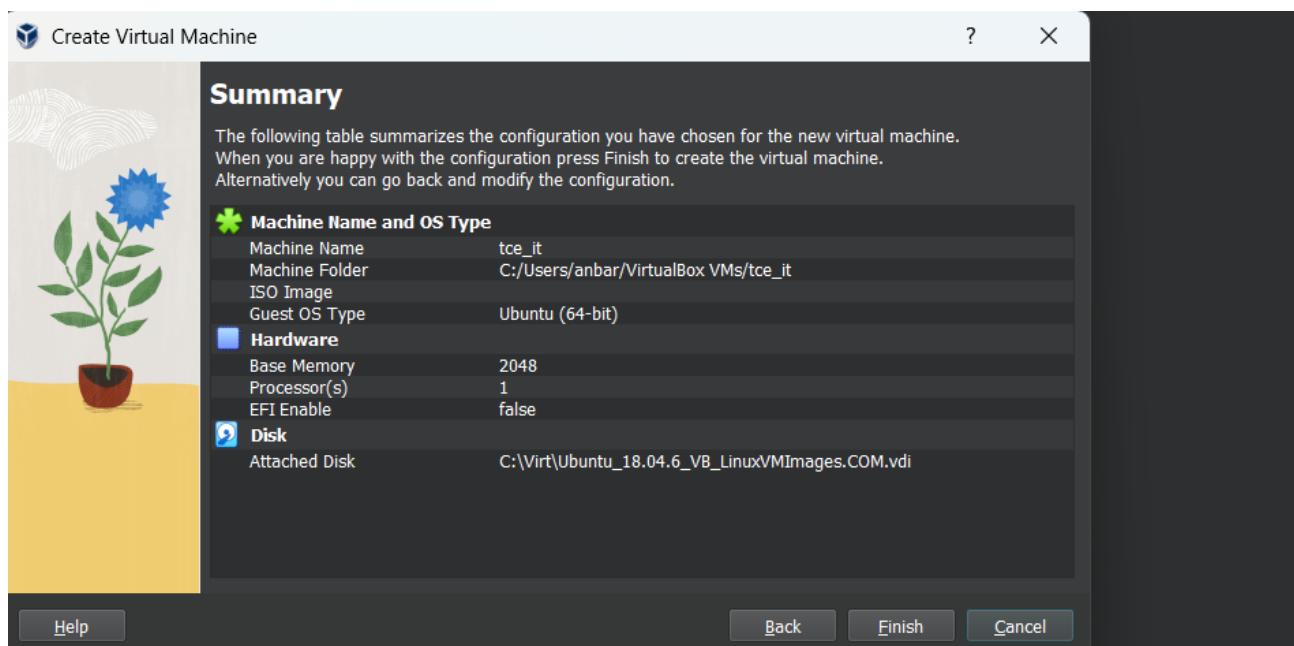 Create Virtual Machine ? ×
Summary
The following table summarizes the configuration you have chosen for the new virtual machine.
When you are happy with the configuration press Finish to create the virtual machine.
Alternatively you can go back and modify the configuration.
Machine Name and OS Type
Machine Name tce_it
Machine Folder C:/Users/anbar/VirtualBox VMs/tce_it
ISO Image
Guest OS Type Ubuntu (64-bit)
Hardware
Base Memory 2048
Processor(s) 1
EFI Enable false
Disk
Attached Disk C:\Virt\Ubuntu_18.04.6_VB_LinuxVMImages.COM.vdi
Help Back Finish Cancel